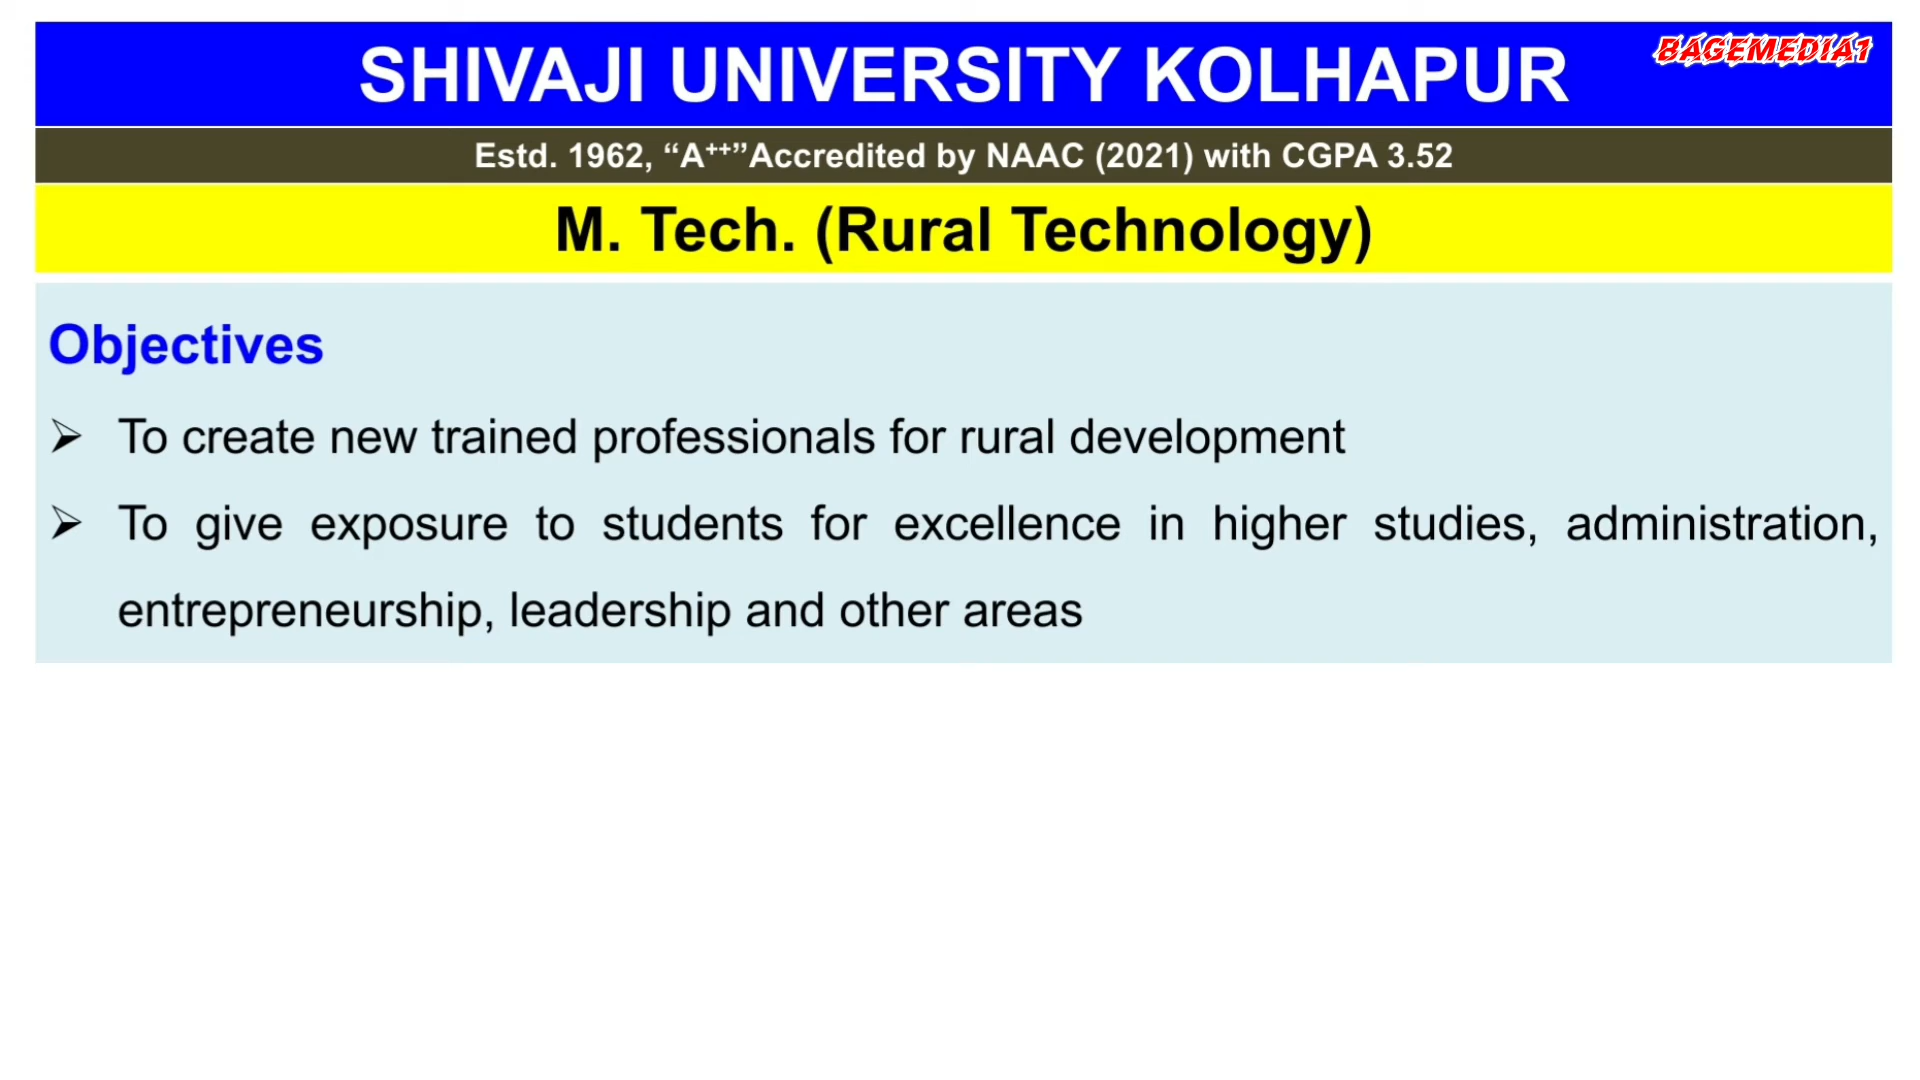 SHIVAJI UNIVERSITY KOLHAPUR
BAGEMEDIA1
Estd. 1962, “A⁺⁺”Accredited by NAAC (2021) with CGPA 3.52
M. Tech. (Rural Technology)
Objectives
➢ To create new trained professionals for rural development
➢ To give exposure to students for excellence in higher studies, administration,
entrepreneurship, leadership and other areas